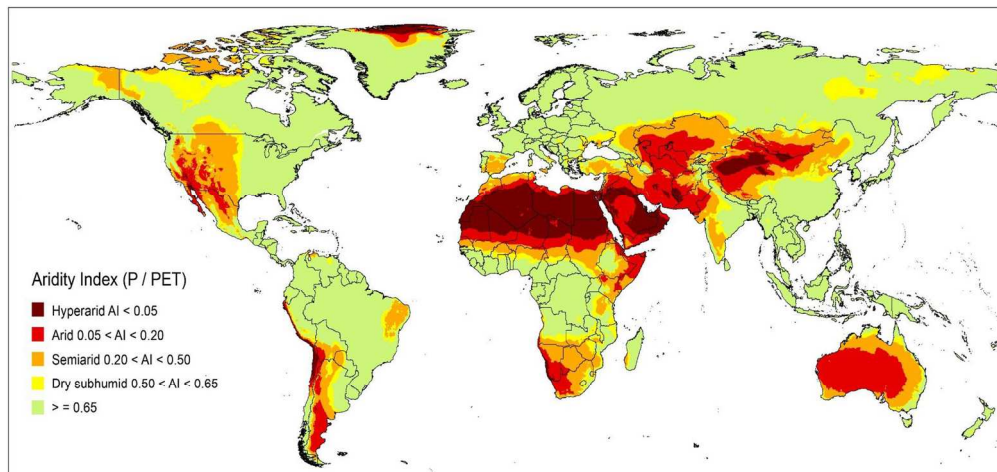 Aridity Index (P / PET)
Hyperarid AI < 0.05
Arid 0.05 < AI < 0.20
Semiarid 0.20 < AI < 0.50
Dry subhumid 0.50 < AI < 0.65
> = 0.65